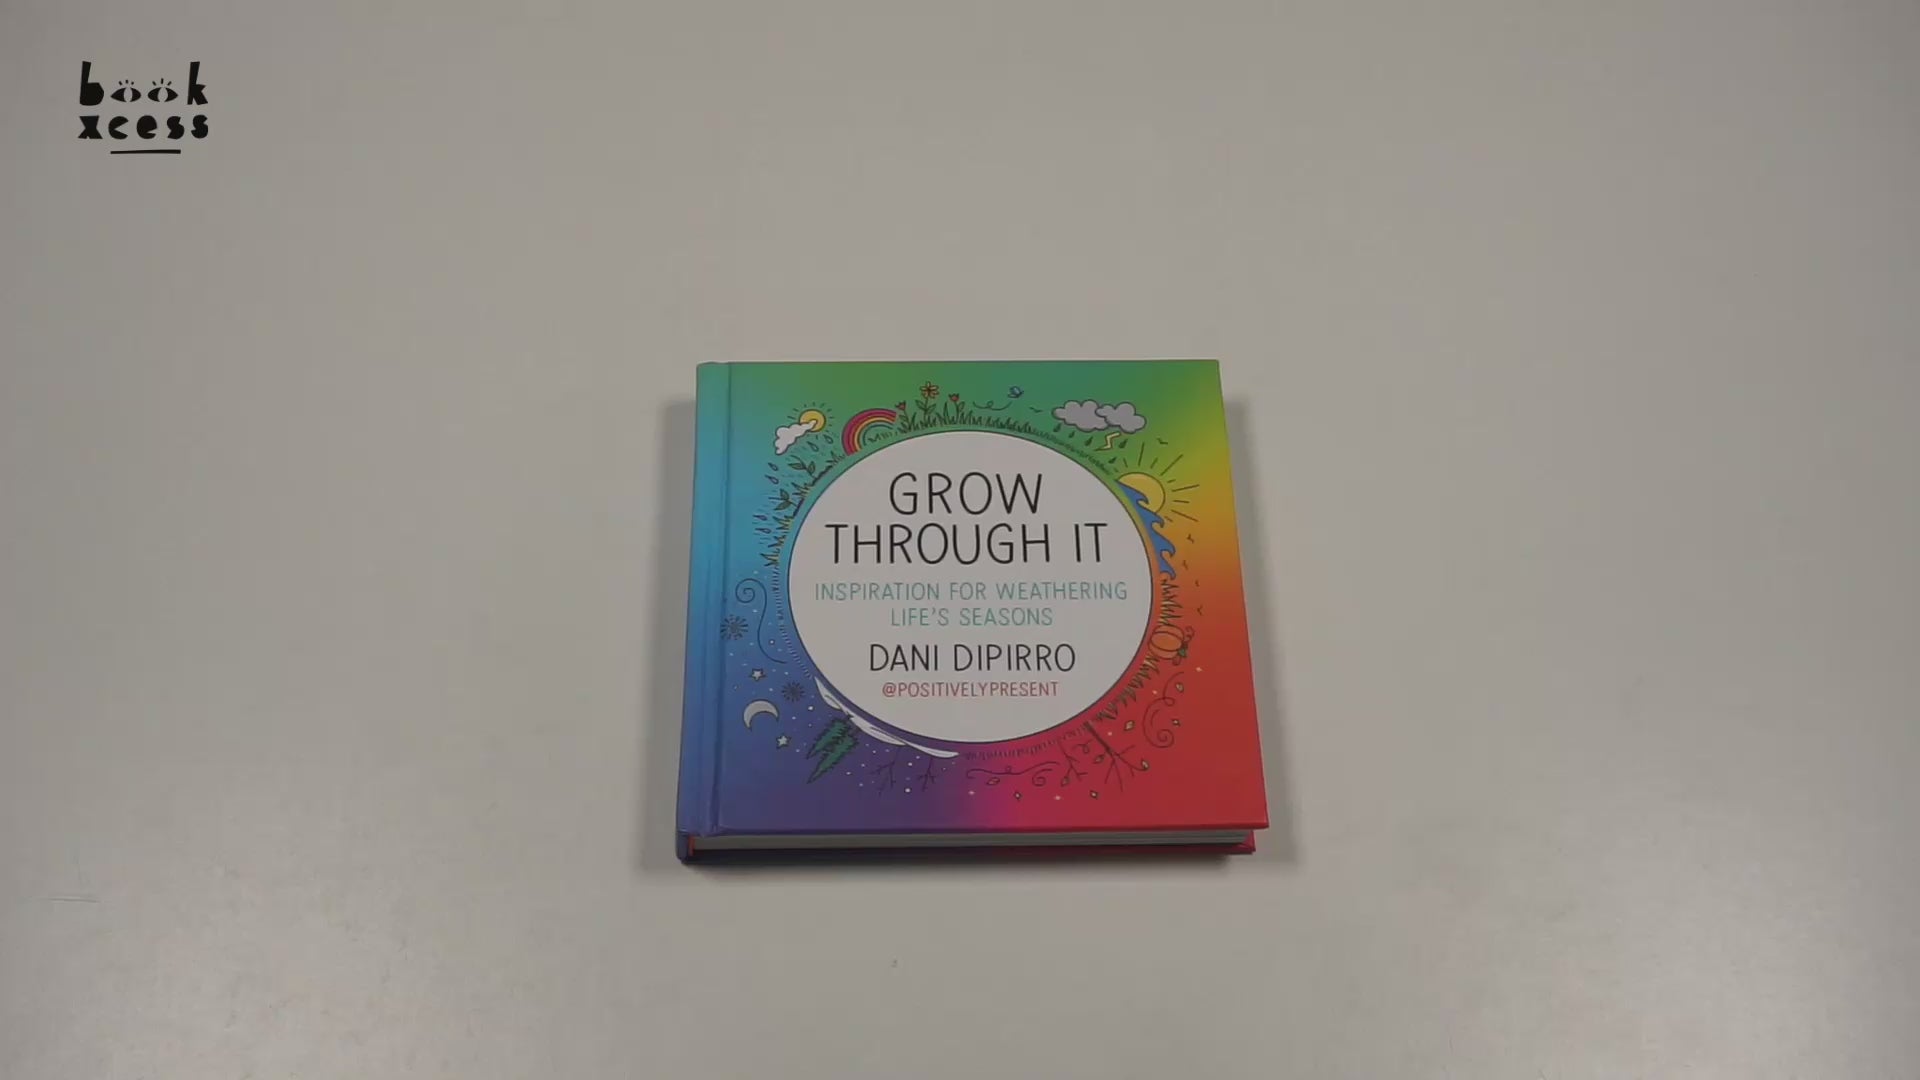 book
xcess
GROW
THROUGH IT
INSPIRATION FOR WEATHERING
LIFE'S SEASONS
DANI DIPIRRO
@POSITIVELYPRESENT